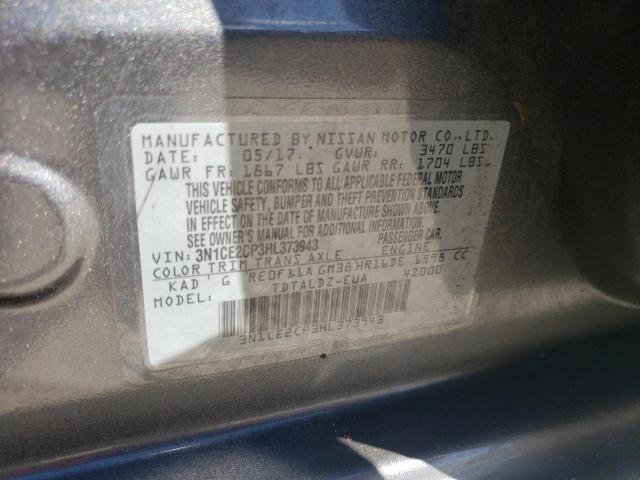 MANUFACTURED BY NISSAN MOTOR CO.,LTD.
DATE: 05/17. GVWR: 3470 LBS
GAWR FR: 1867 LBS GAWR RR: 1704 LBS
THIS VEHICLE CONFORMS TO ALL APPLICABLE FEDERAL MOTOR
VEHICLE SAFETY, BUMPER AND THEFT PREVENTION STANDARDS
IN EFFECT ON THE DATE OF MANUFACTURE SHOWN ABOVE.
SEE OWNER'S MANUAL FOR ADDITIONAL INFORMATION.
VIN: 3N1CE2CP3HL373943 PASSENGER CAR.
COLOR TRIM TRANS AXLE ENGINE
KAD G RE0F11A GM38 HR16DE 1598 CC
MODEL: TDTALDZ-EUA 42000
3N1CE2CP3HL373943